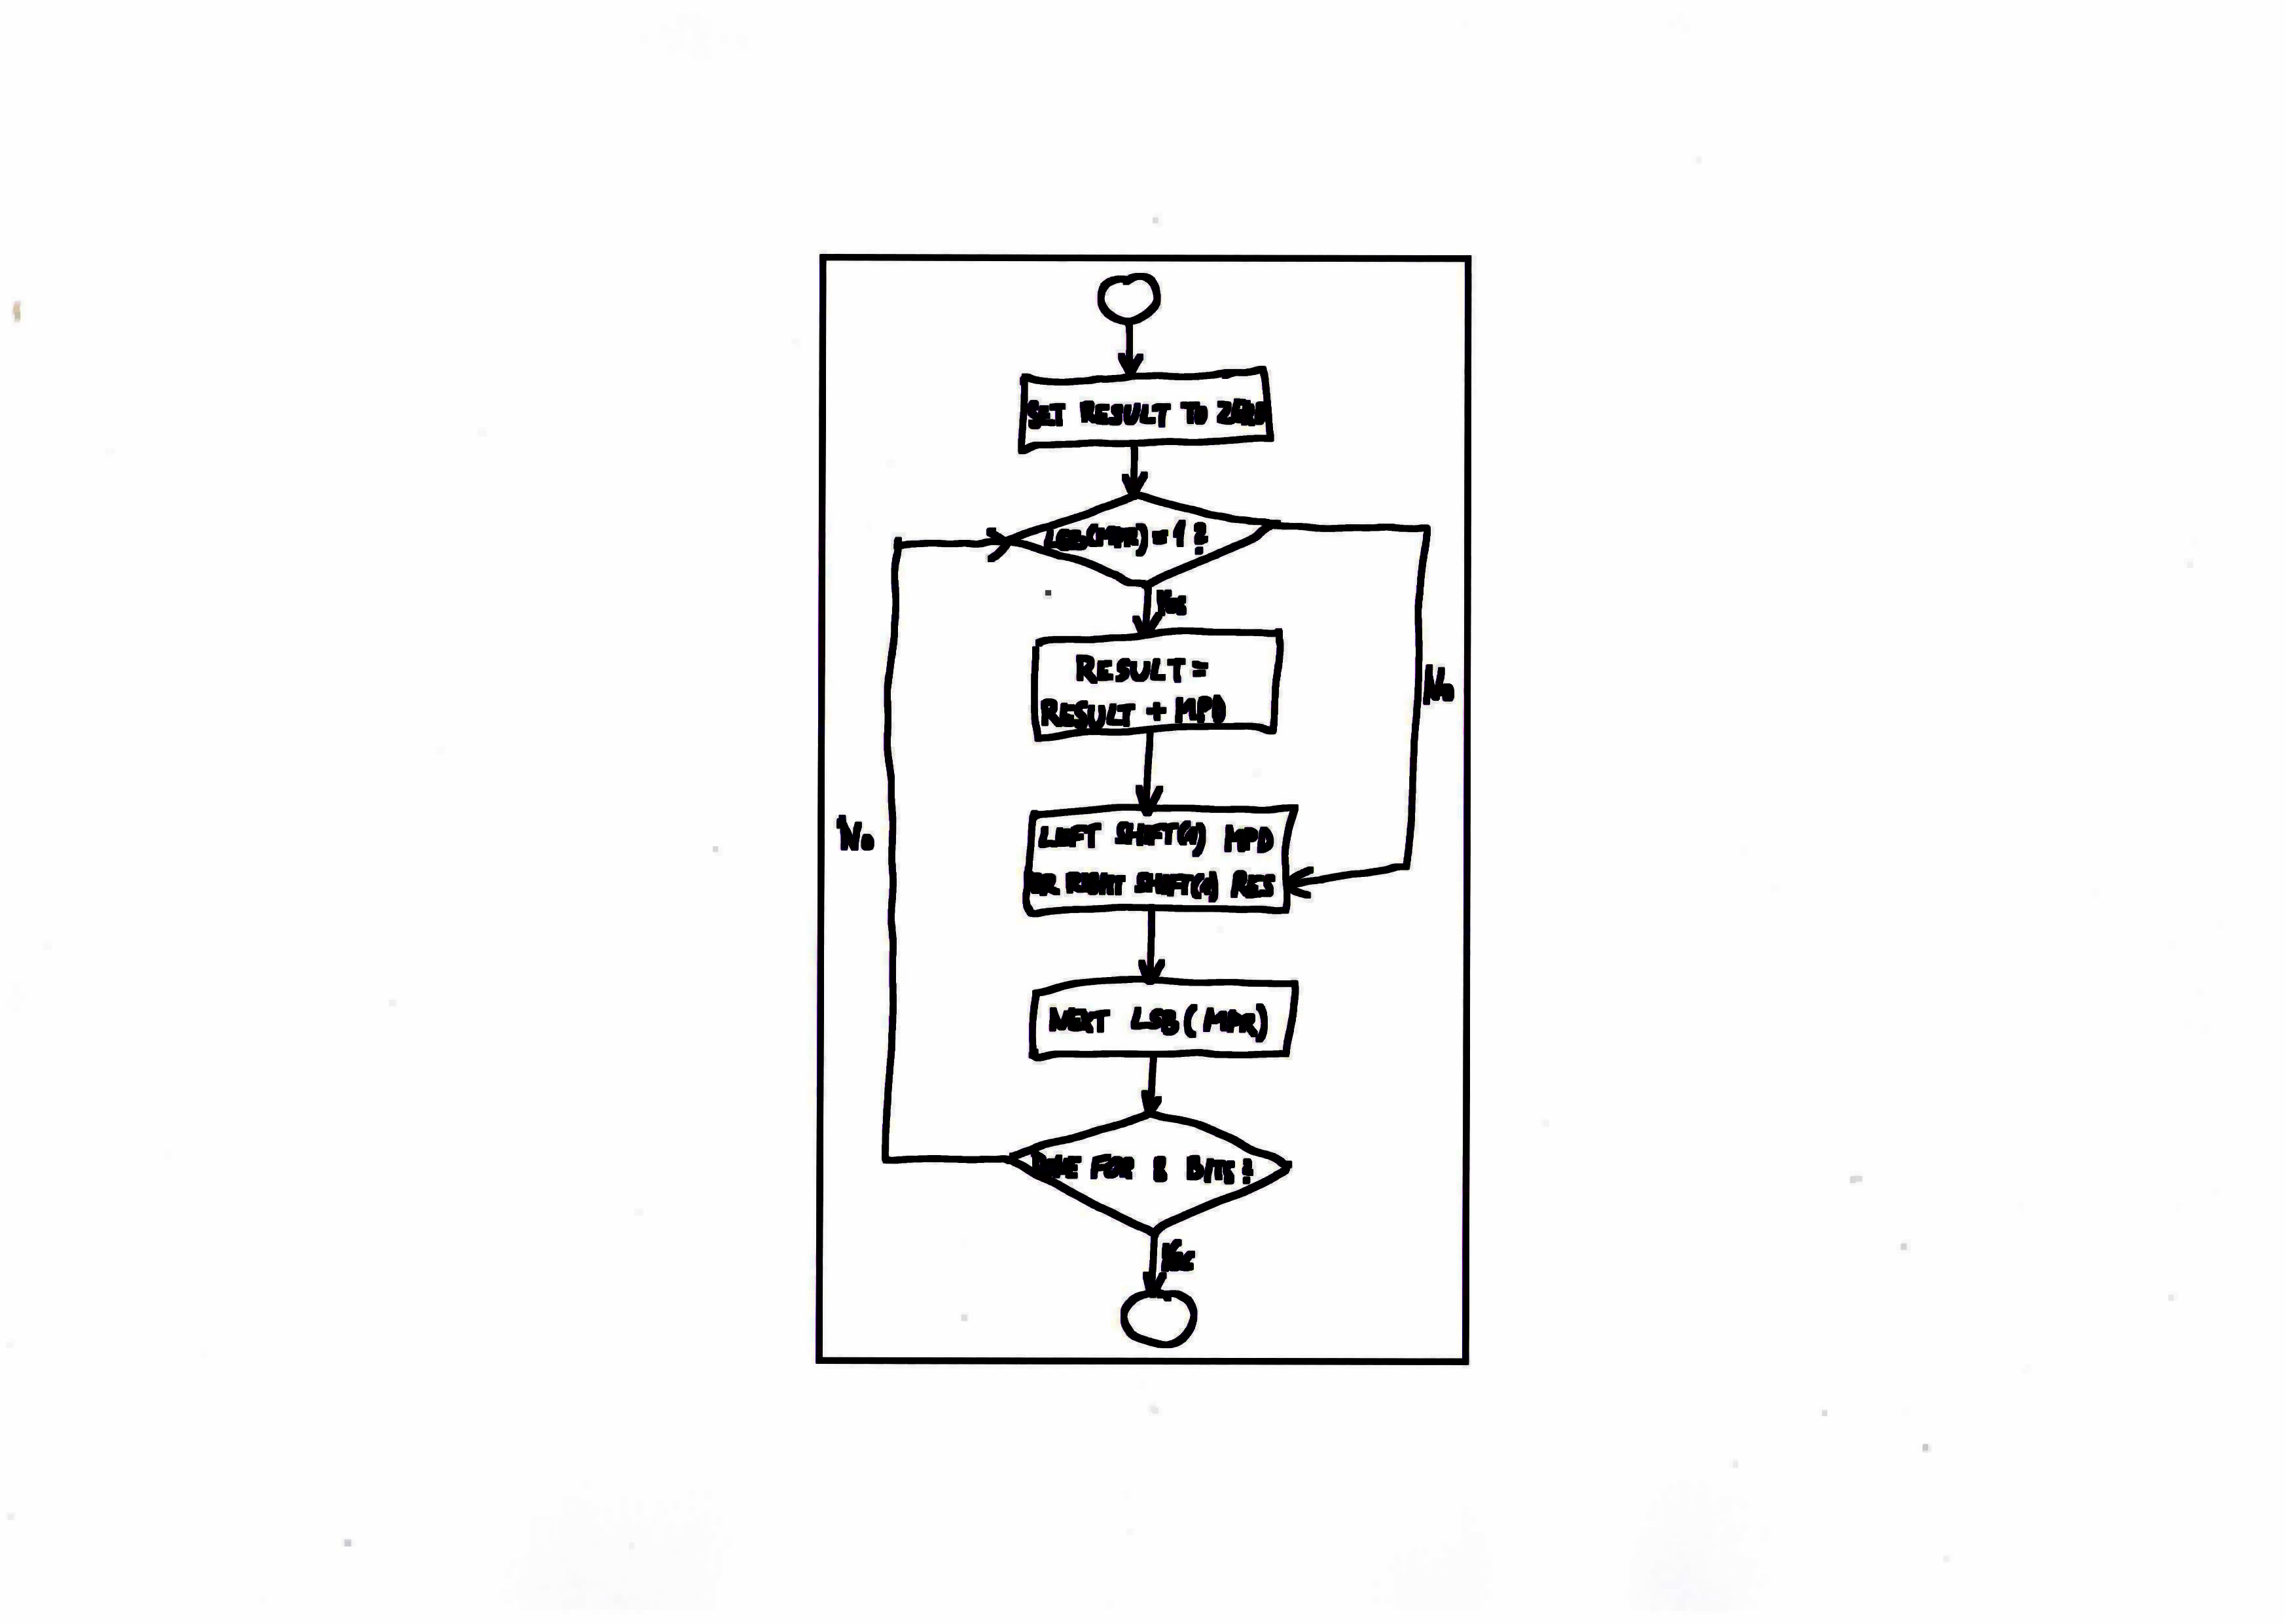 SET RESULT TO ZERO
LSB(MPR) = 1 ?
Yes
RESULT =
RESULT + MPD
No
LEFT SHIFT(1) MPD
OR RIGHT SHIFT(1) RES
No
NEXT LSB (MPR)
DONE FOR 8 BITS?
Yes